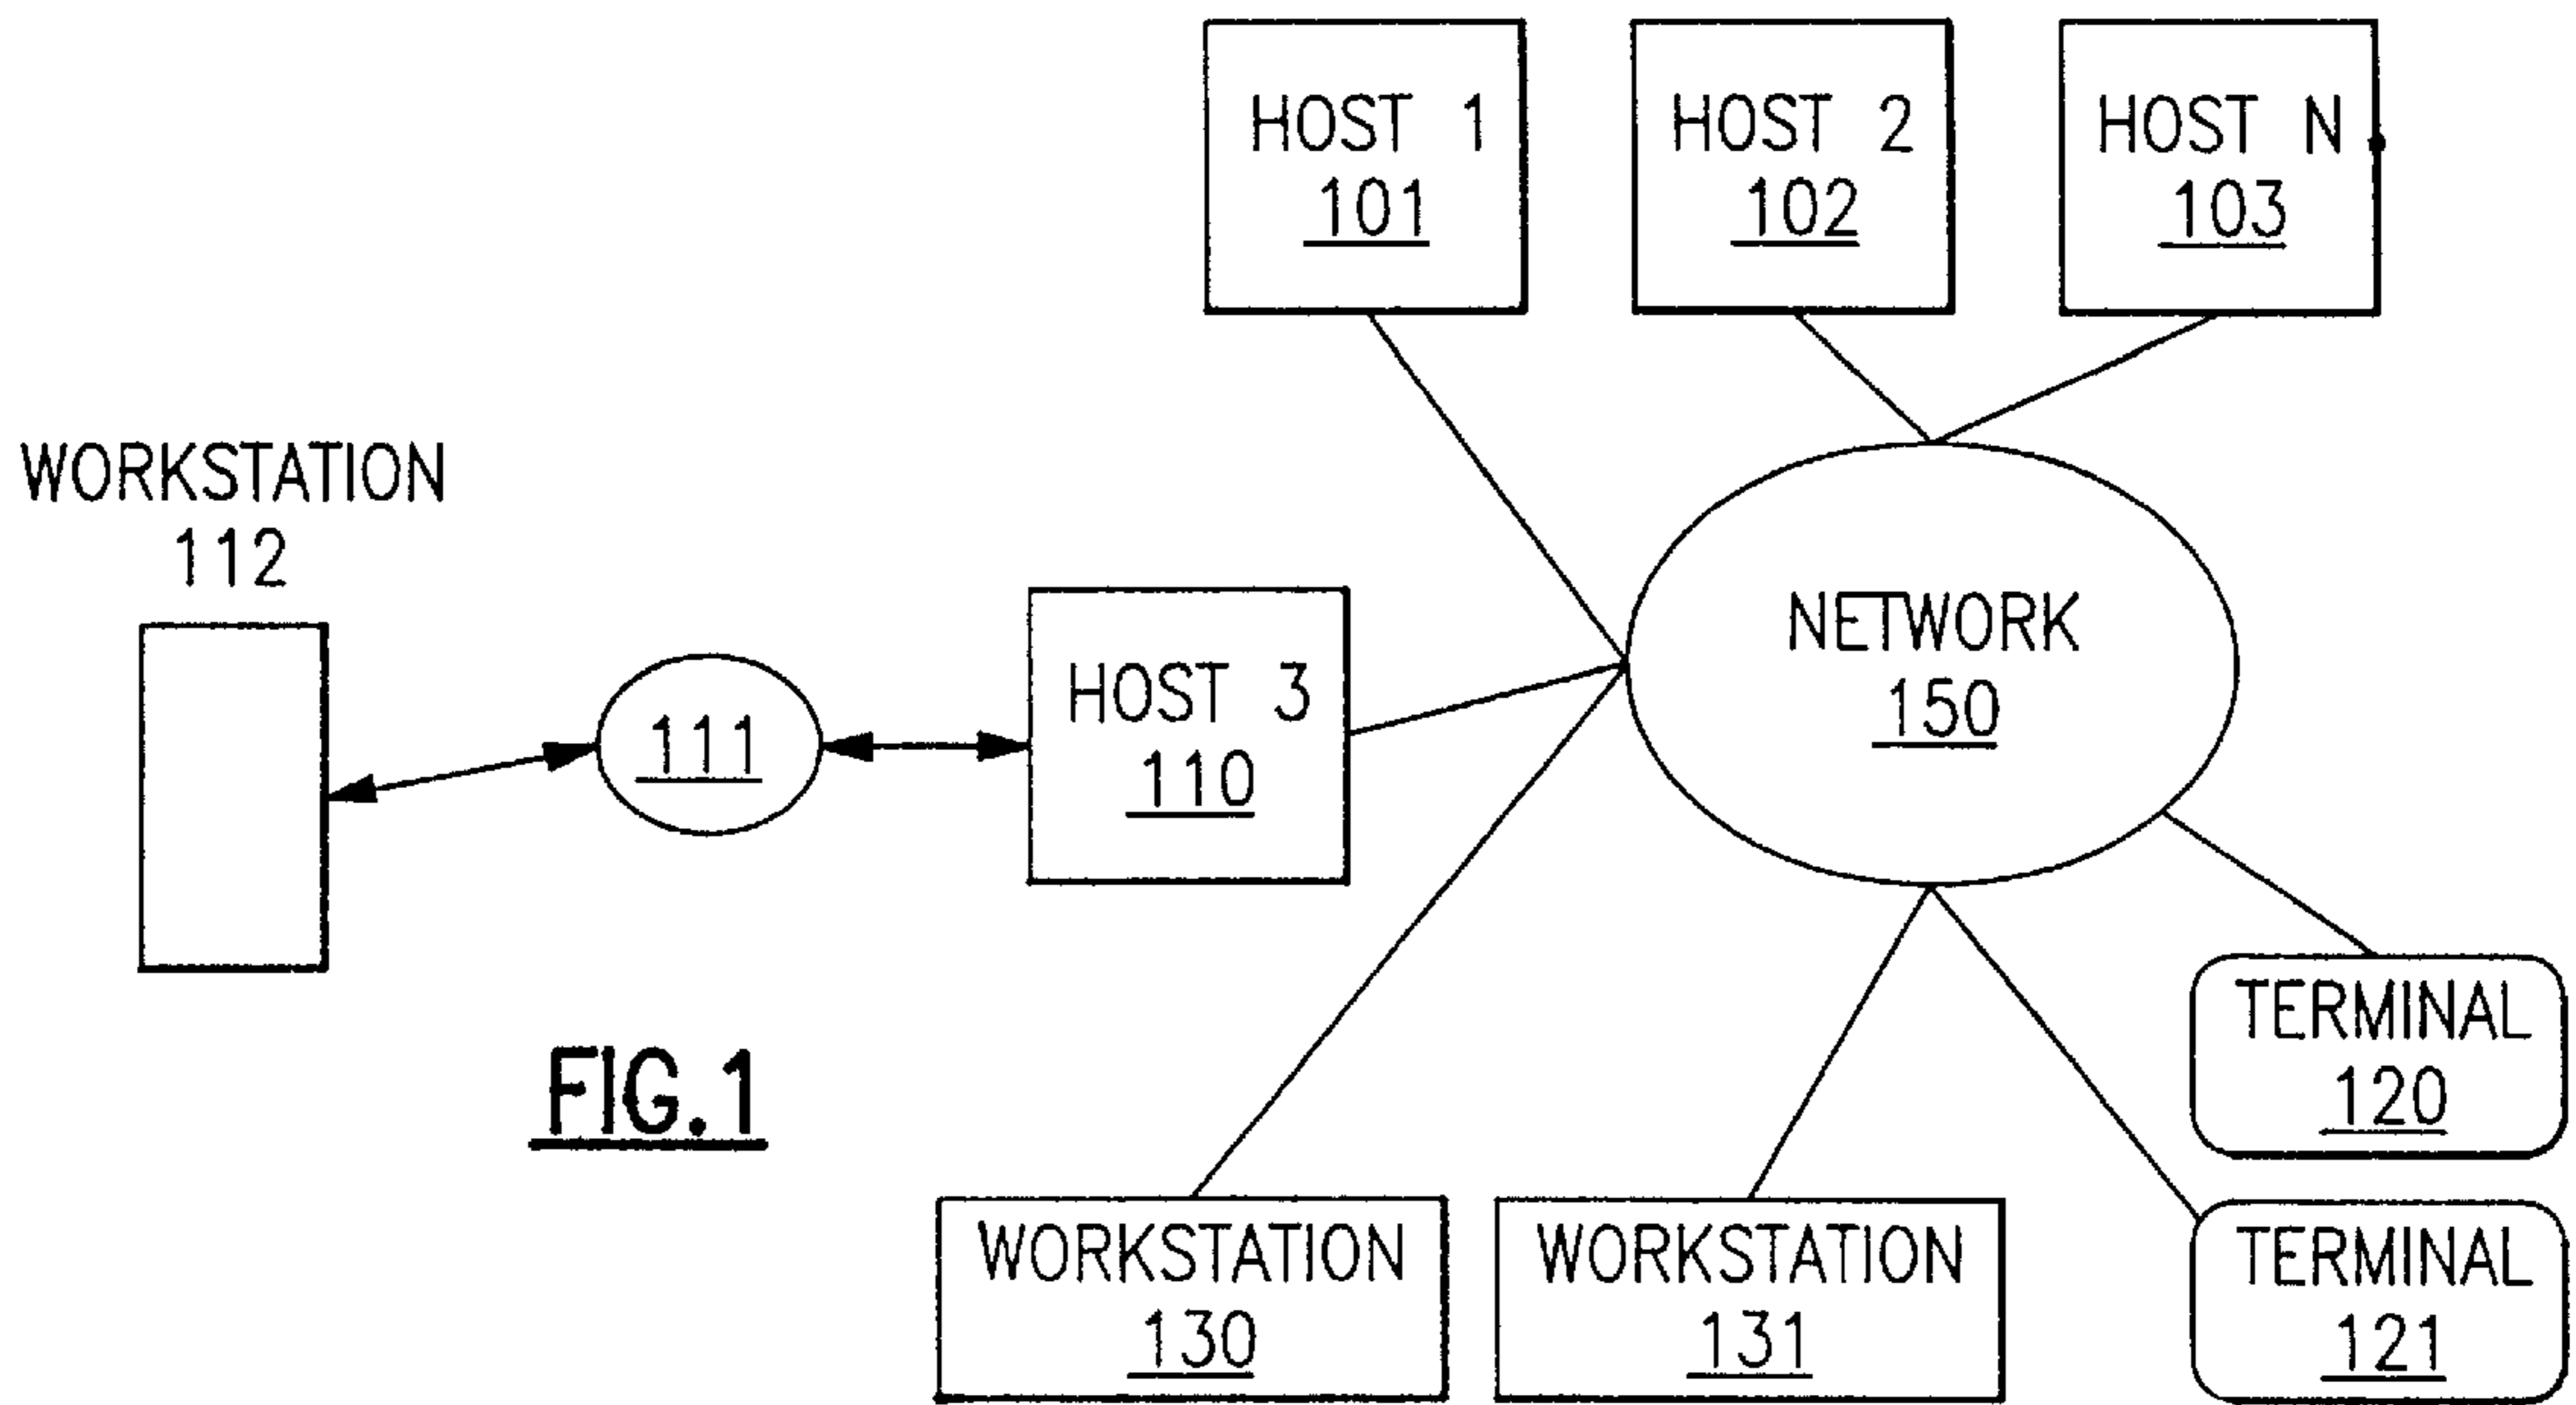 HOST 1
101
HOST 2
102
HOST N
103
WORKSTATION
112
111
HOST 3
110
NETWORK
150
TERMINAL
120
FIG.1
WORKSTATION
130
WORKSTATION
131
TERMINAL
121